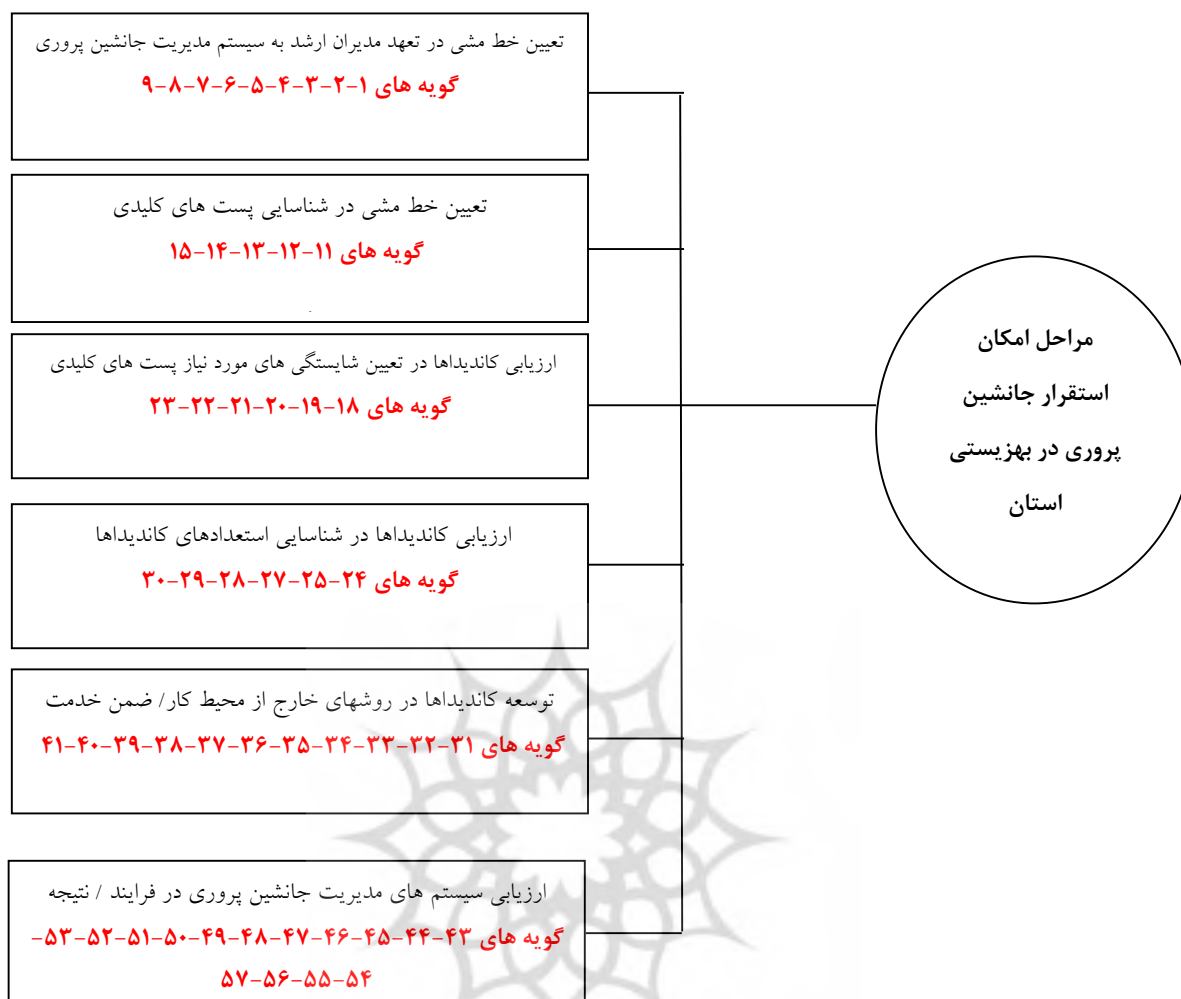 تعیین خط مشی در تعهد مدیران ارشد به سیستم مدیریت جانشین پروری
گویه های ۱-۲-۳-۴-۵-۶-۷-۸-۹
تعیین خط مشی در شناسایی پست های کلیدی
گویه های ۱۱-۱۲-۱۳-۱۴-۱۵
ارزیابی کاندیداها در تعیین شایستگی های مورد نیاز پست های کلیدی
گویه های ۱۸-۱۹-۲۰-۲۱-۲۲-۲۳
ارزیابی کاندیداها در شناسایی استعدادهای کاندیداها
گویه های ۲۴-۲۵-۲۷-۲۸-۲۹-۳۰
توسعه کاندیداها در روشهای خارج از محیط کار/ ضمن خدمت
گویه های ۳۱-۳۲-۳۳-۳۴-۳۵-۳۶-۳۷-۳۸-۳۹-۴۰-۴۱
ارزیابی سیستم های مدیریت جانشین پروری در فرایند / نتیجه
گویه های ۴۳-۴۴-۴۵-۴۶-۴۷-۴۸-۴۹-۵۰-۵۱-۵۲-۵۳-
۵۴-۵۵-۵۶-۵۷
مراحل امکان
استقرار جانشین
پروری در بهزیستی
استان